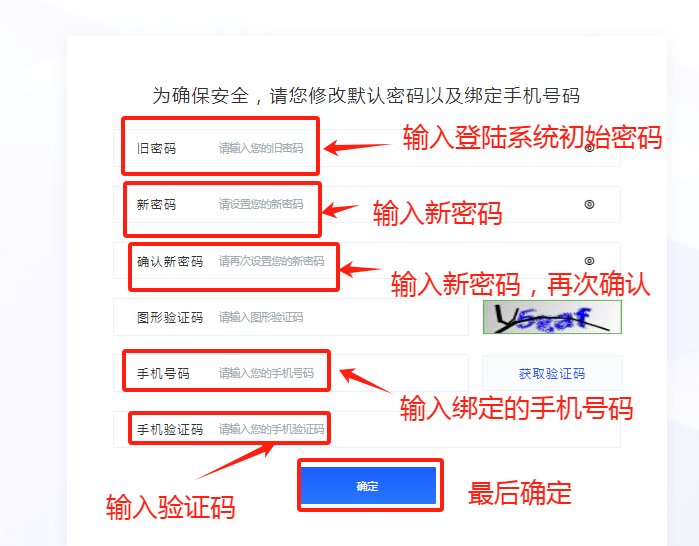 为确保安全，请您修改默认密码以及绑定手机号码
旧密码 请输入您的旧密码 输入登陆系统初始密码
新密码 请设置您的新密码 输入新密码
确认新密码 请再次设置您的新密码 输入新密码，再次确认
图形验证码 请输入图形验证码
手机号码 请输入您的手机号码 获取验证码
输入绑定的手机号码
手机验证码 请输入您的手机验证码
输入验证码 确定 最后确定